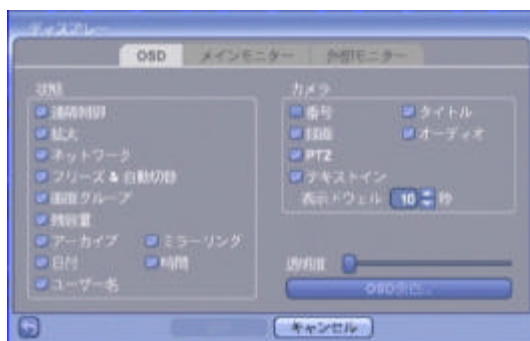 ディスプレー
OSD
メインモニター
外部モニター
状態
カメラ
遠隔制御
拡大
ネットワーク
フリーズ & 自動切替
画面グループ
残容量
アーカイブ
ミラーリング
日付
時間
ユーザー名
番号
タイトル
録画
オーディオ
PTZ
テキストイン
表示ドウェル 10 秒
透明度
キャンセル